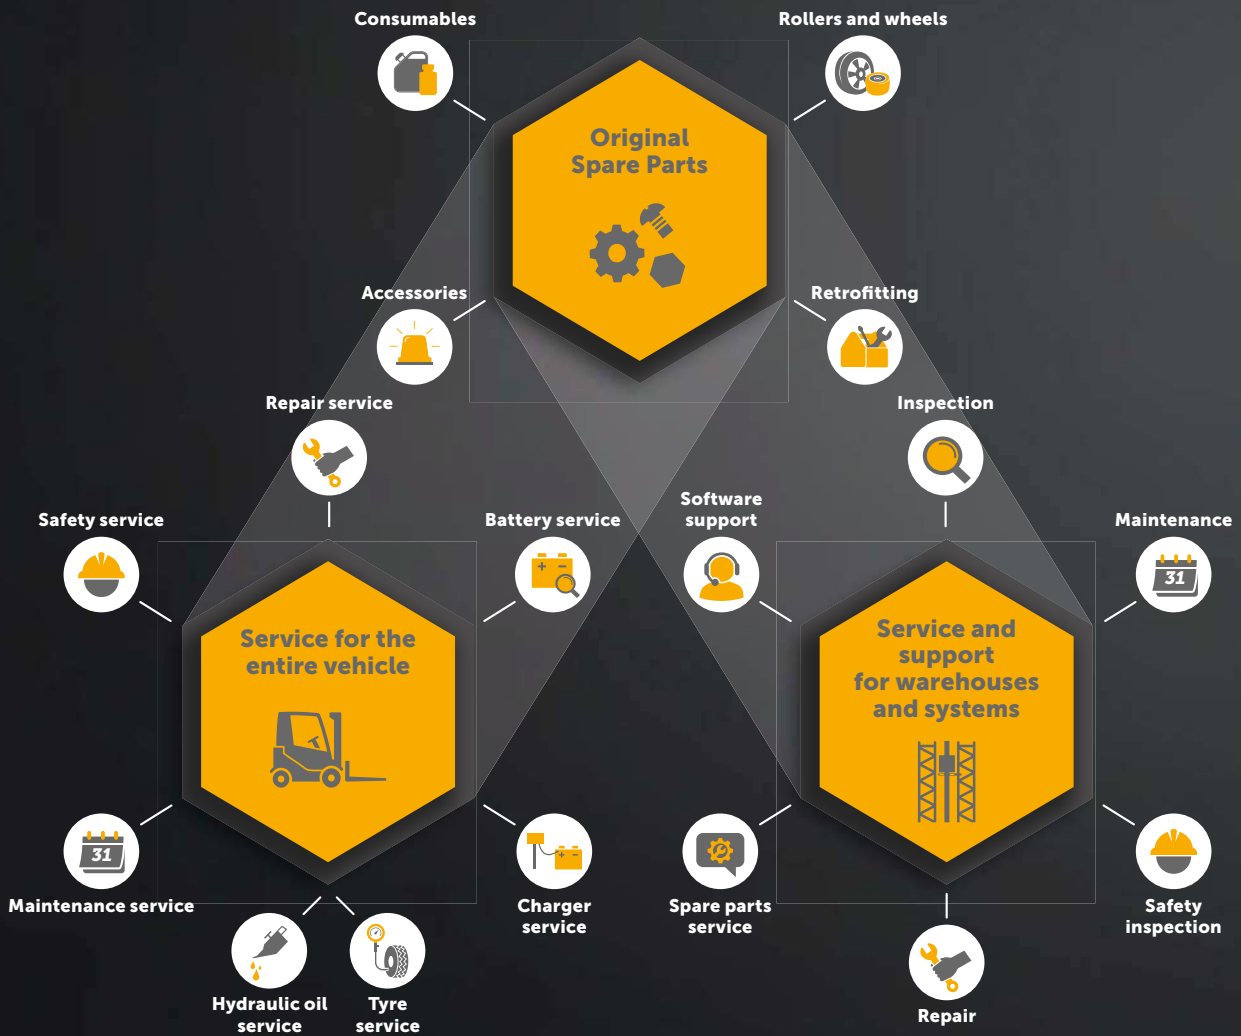 Consumables
Rollers and wheels
Original
Spare Parts
Accessories
Retrofitting
Repair service
Inspection
Safety service
Battery service
Software
support
Maintenance
31
Service for the
entire vehicle
Service and
support
for warehouses
and systems
31
Maintenance service
Charger
service
Spare parts
service
Safety
inspection
Hydraulic oil
service
Tyre
service
Repair